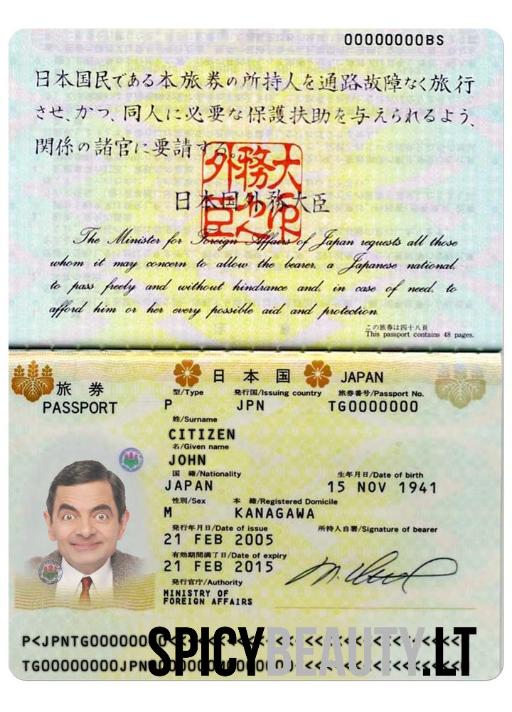 00000000BS
日本国民である本旅券の所持人を通路故障なく旅行
させ、かつ、同人に必要な保護扶助を与えられるよう、
関係の諸官に要請する。
日本国外務大臣
The Minister for Foreign Affairs of Japan requests all those
whom it may concern to allow the bearer, a Japanese national,
to pass freely and without hindrance and, in case of need, to
afford him or her every possible aid and protection.
この旅券は四十八頁
This passport contains 48 pages.
旅券 日本国 JAPAN
PASSPORT
型/Type 発行国/Issuing country 旅券番号/Passport No.
P JPN TG0000000
姓/Surname
CITIZEN
名/Given name
JOHN
国籍/Nationality 生年月日/Date of birth
JAPAN 15 NOV 1941
性別/Sex 本籍/Registered Domicile
M KANAGAWA
発行年月日/Date of issue 所持人自署/Signature of bearer
21 FEB 2005
有効期間満了日/Date of expiry
21 FEB 2015
発行官庁/Authority
MINISTRY OF
FOREIGN AFFAIRS
SPICYBEAUTY.LT